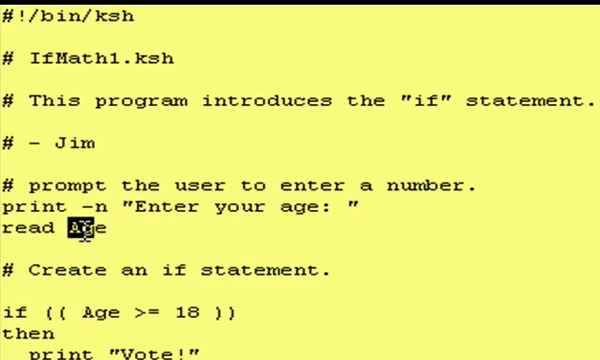 #!/bin/ksh
# IfMath1.ksh
# This program introduces the "if" statement.
# - Jim
# prompt the user to enter a number.
print -n "Enter your age: "
read Age
# Create an if statement.
if (( Age >= 18 ))
then
print "Vote!"